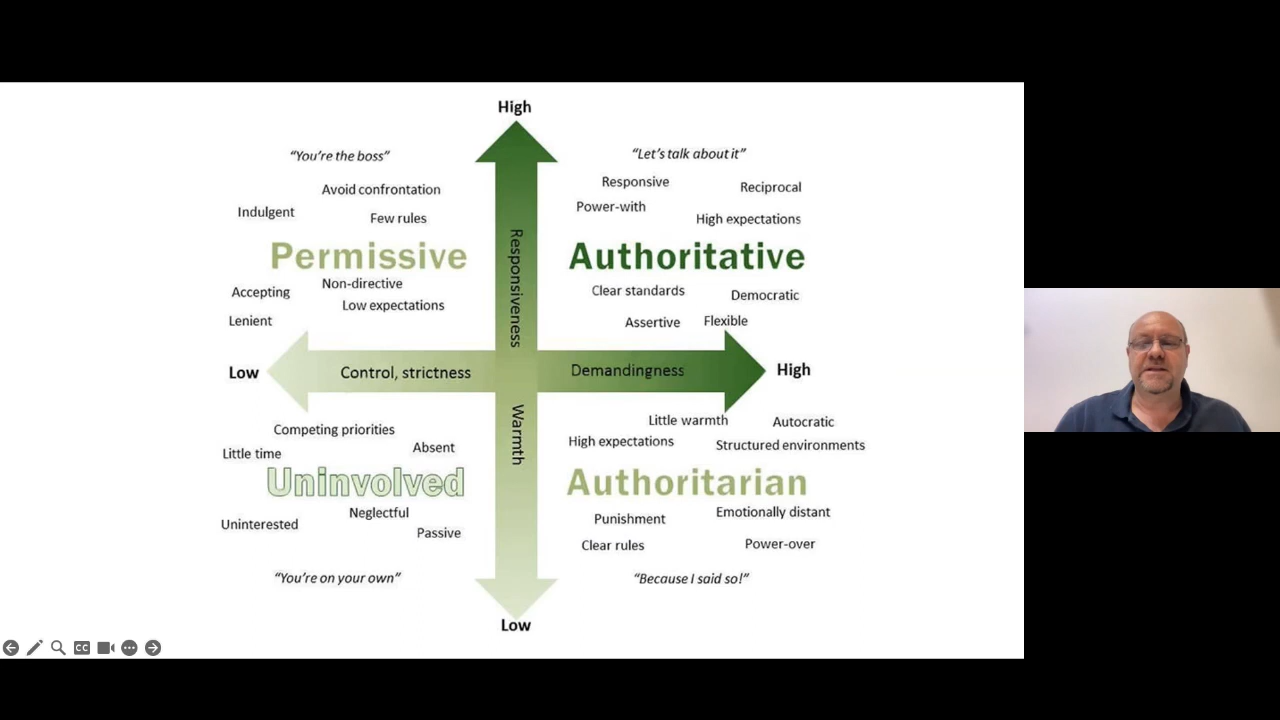 High
“You’re the boss”
Avoid confrontation
Indulgent
Few rules
Permissive
Non-directive
Accepting
Low expectations
Lenient
“Let’s talk about it”
Responsive
Reciprocal
Power-with
High expectations
Authoritative
Clear standards
Democratic
Assertive
Flexible
Responsiveness
Low
Control, strictness
Demandingness
High
Warmth
Competing priorities
Absent
Little time
Uninvolved
Neglectful
Uninterested
Passive
“You’re on your own”
Little warmth
Autocratic
High expectations
Structured environments
Authoritarian
Emotionally distant
Punishment
Clear rules
Power-over
“Because I said so!”
Low
CC